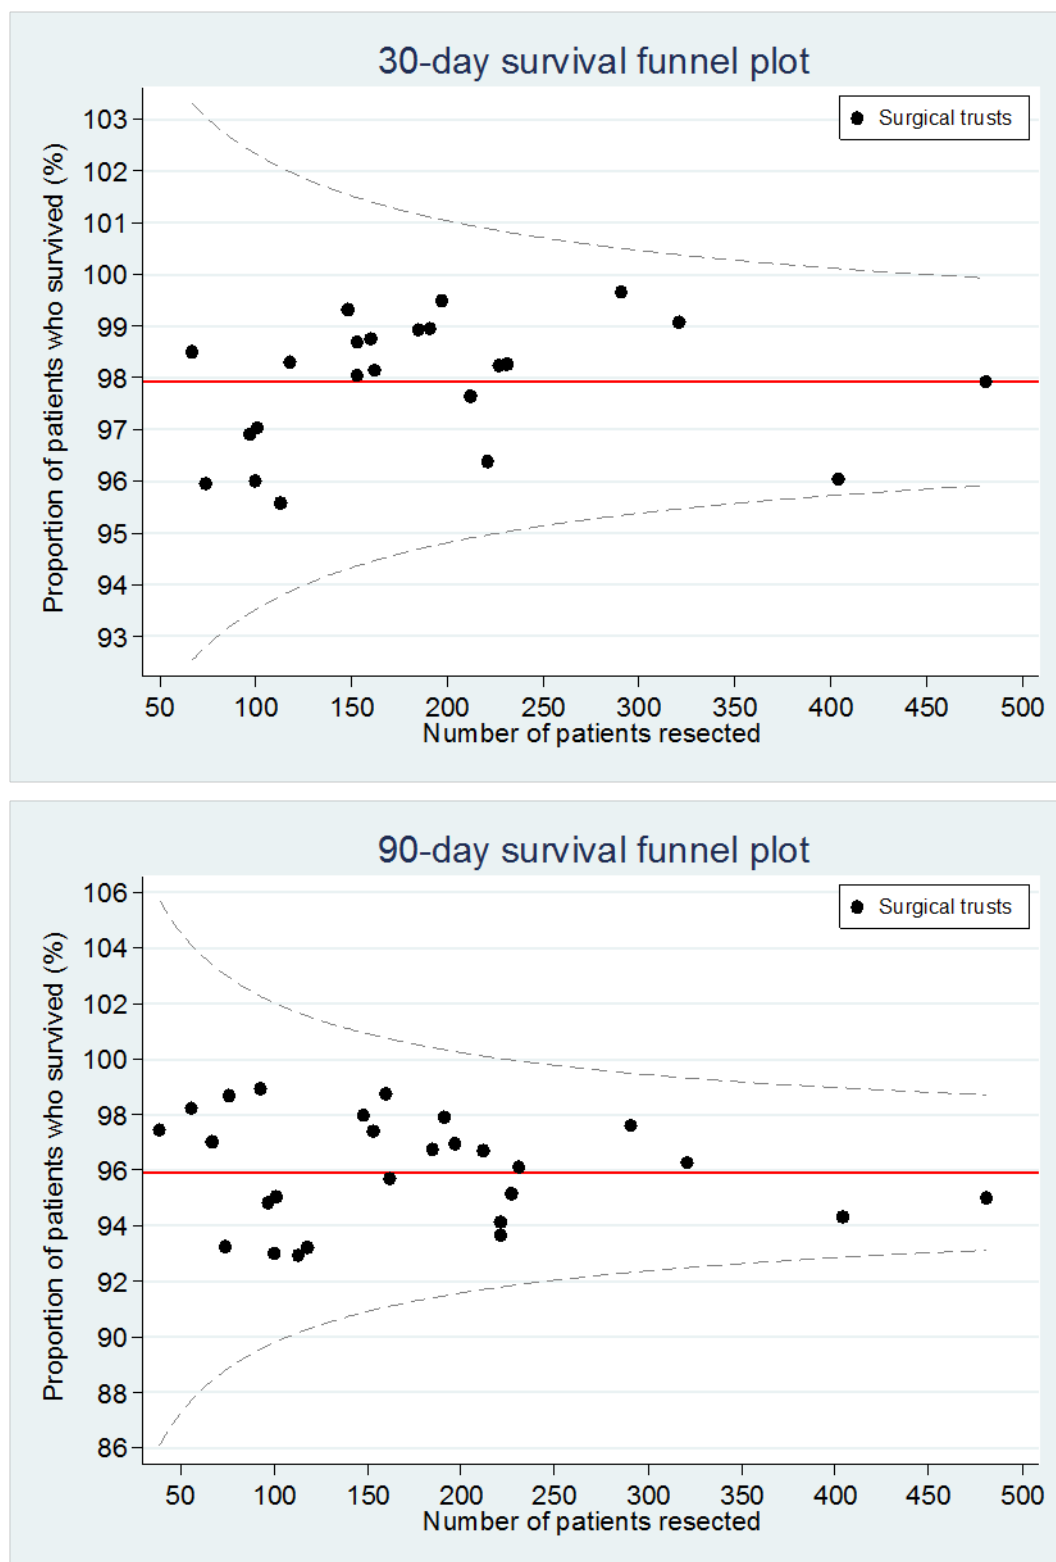 30-day survival funnel plot
Surgical trusts
Proportion of patients who survived (%)
103
102
101
100
99
98
97
96
95
94
93
50 100 150 200 250 300 350 400 450 500
Number of patients resected
90-day survival funnel plot
Surgical trusts
Proportion of patients who survived (%)
106
104
102
100
98
96
94
92
90
88
86
50 100 150 200 250 300 350 400 450 500
Number of patients resected